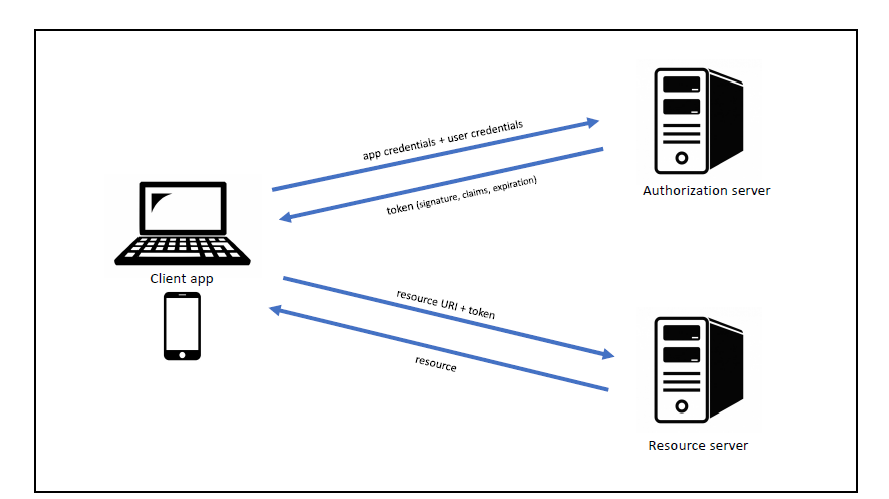 app credentials + user credentials
token (signature, claims, expiration)
Authorization server
Client app
resource URI + token
resource
Resource server